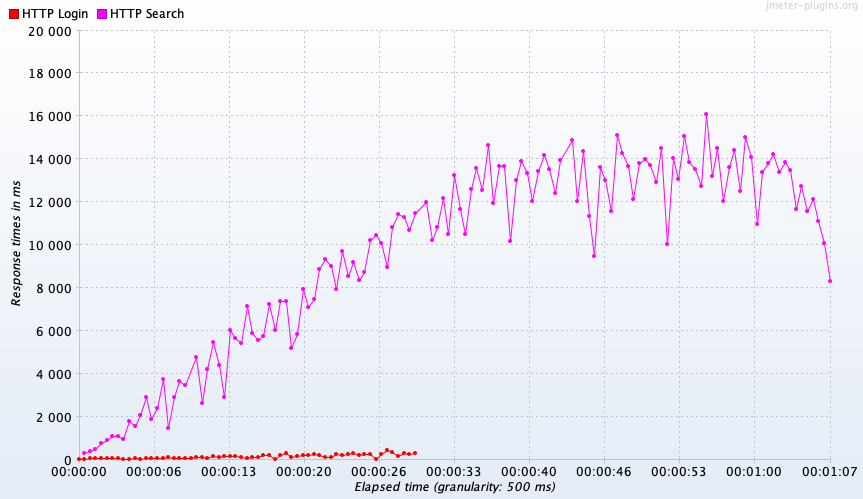 jmeter-plugins.org
HTTP Login HTTP Search
20 000
18 000
16 000
14 000
12 000
10 000
8 000
6 000
4 000
2 000
0
Response times in ms
00:00:00 00:00:06 00:00:13 00:00:20 00:00:26 00:00:33 00:00:40 00:00:46 00:00:53 00:01:00 00:01:07
Elapsed time (granularity: 500 ms)